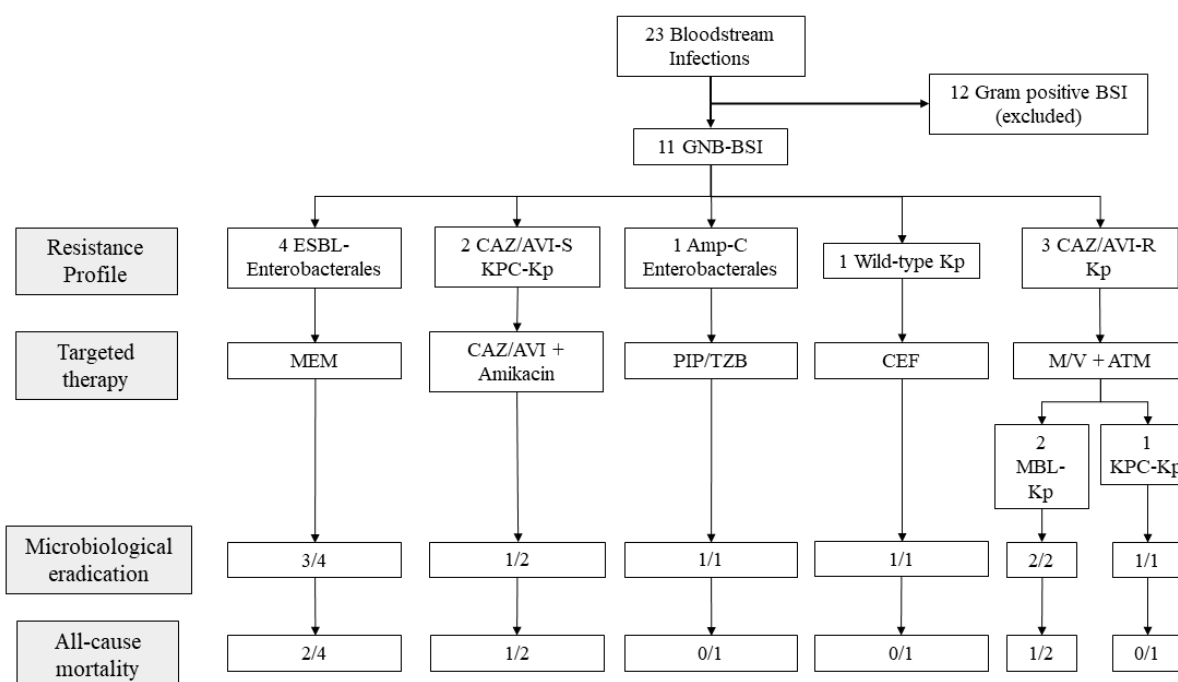 23 Bloodstream
Infections
12 Gram positive BSI
(excluded)
11 GNB-BSI
Resistance
Profile
4 ESBL-
Enterobacterales
2 CAZ/AVI-S
KPC-Kp
1 Amp-C
Enterobacterales
1 Wild-type Kp
3 CAZ/AVI-R
Kp
Targeted
therapy
MEM
CAZ/AVI +
Amikacin
PIP/TZB
CEF
M/V + ATM
2
MBL-
Kp
1
KPC-Kp
Microbiological
eradication
3/4
1/2
1/1
1/1
2/2
1/1
All-cause
mortality
2/4
1/2
0/1
0/1
1/2
0/1